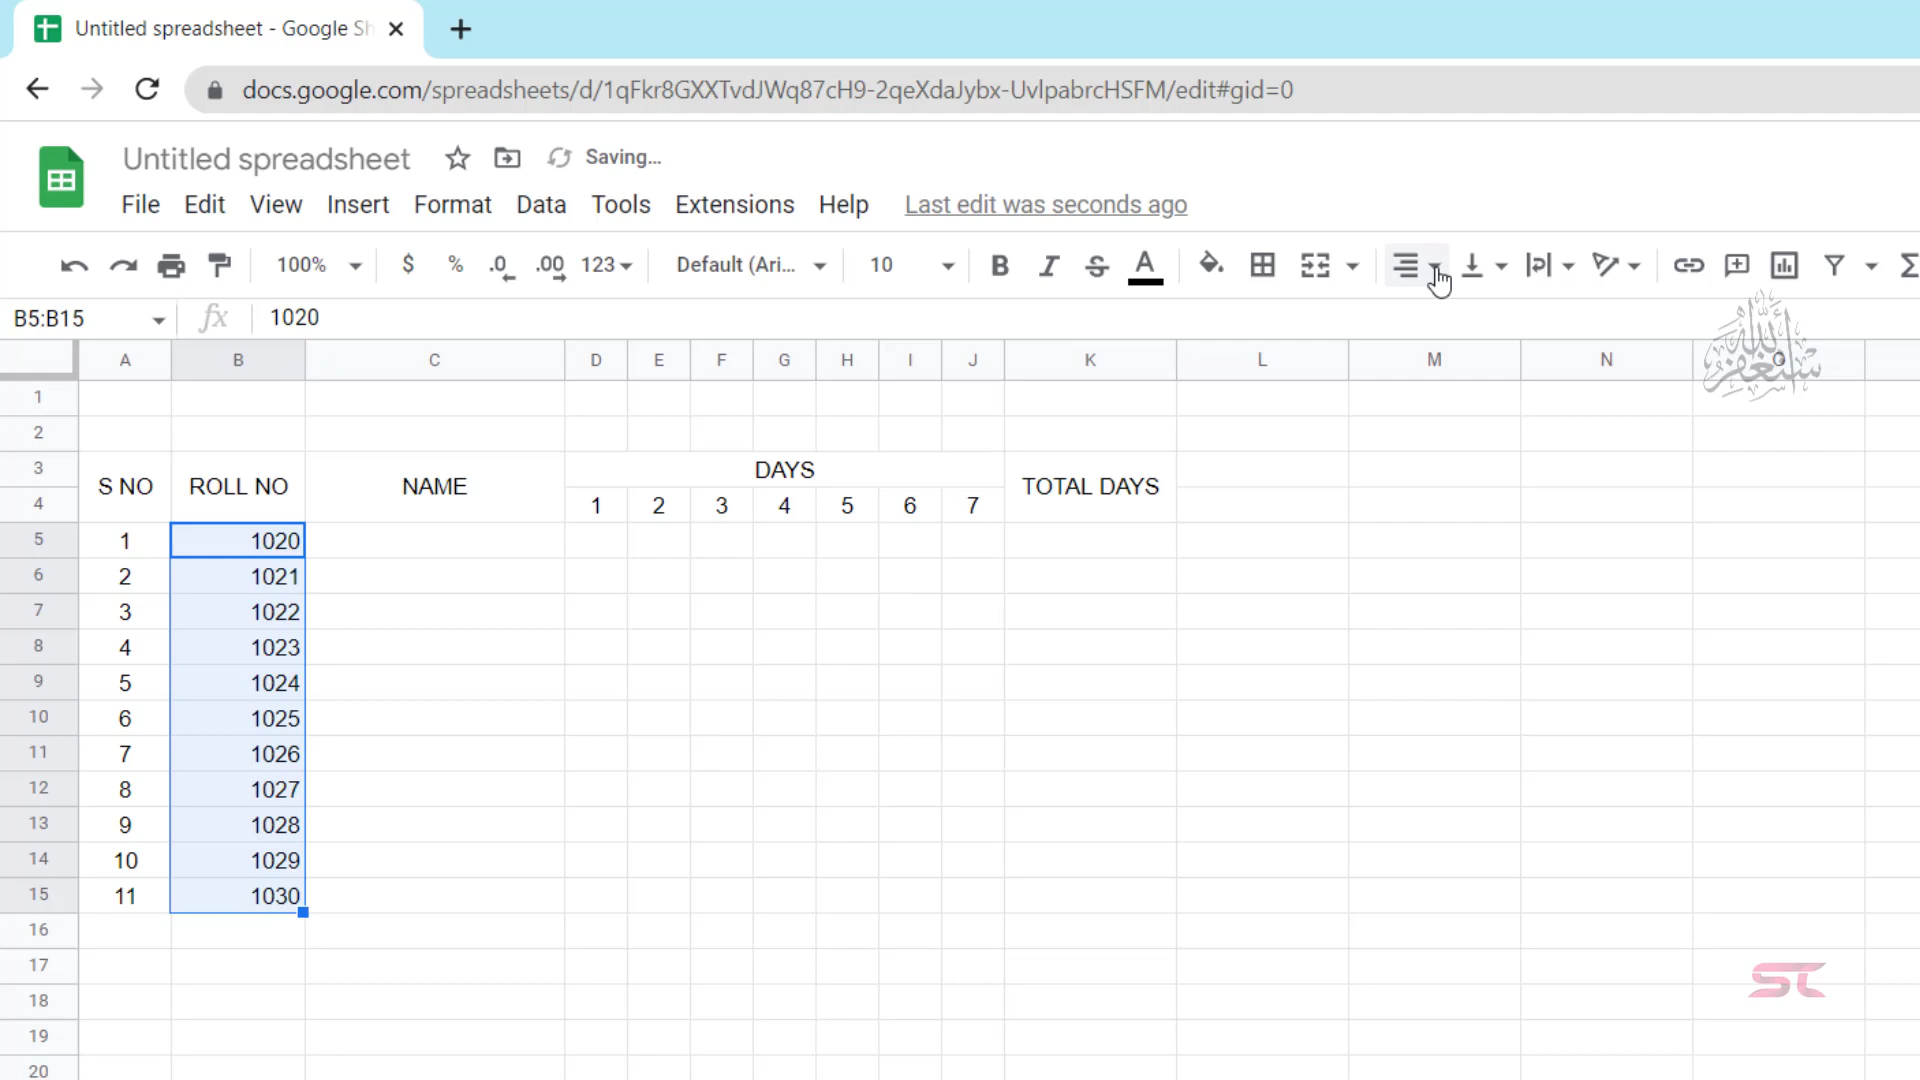 Untitled spreadsheet - Google Sh
docs.google.com/spreadsheets/d/1qFkr8GXXTvdJWq87cH9-2qeXdaJybx-UvlpabrcHSFM/edit#gid=0
Untitled spreadsheet Saving...
File Edit View Insert Format Data Tools Extensions Help Last edit was seconds ago
100% $ % .0 .00 123 Default (Ari... 10 B I S A Σ
B5:B15 fx 1020
A B C D E F G H I J K L M N O
1
2
3 S NO ROLL NO NAME DAYS TOTAL DAYS
4 1 2 3 4 5 6 7
5 1 1020
6 2 1021
7 3 1022
8 4 1023
9 5 1024
10 6 1025
11 7 1026
12 8 1027
13 9 1028
14 10 1029
15 11 1030
16
17
18
19
20